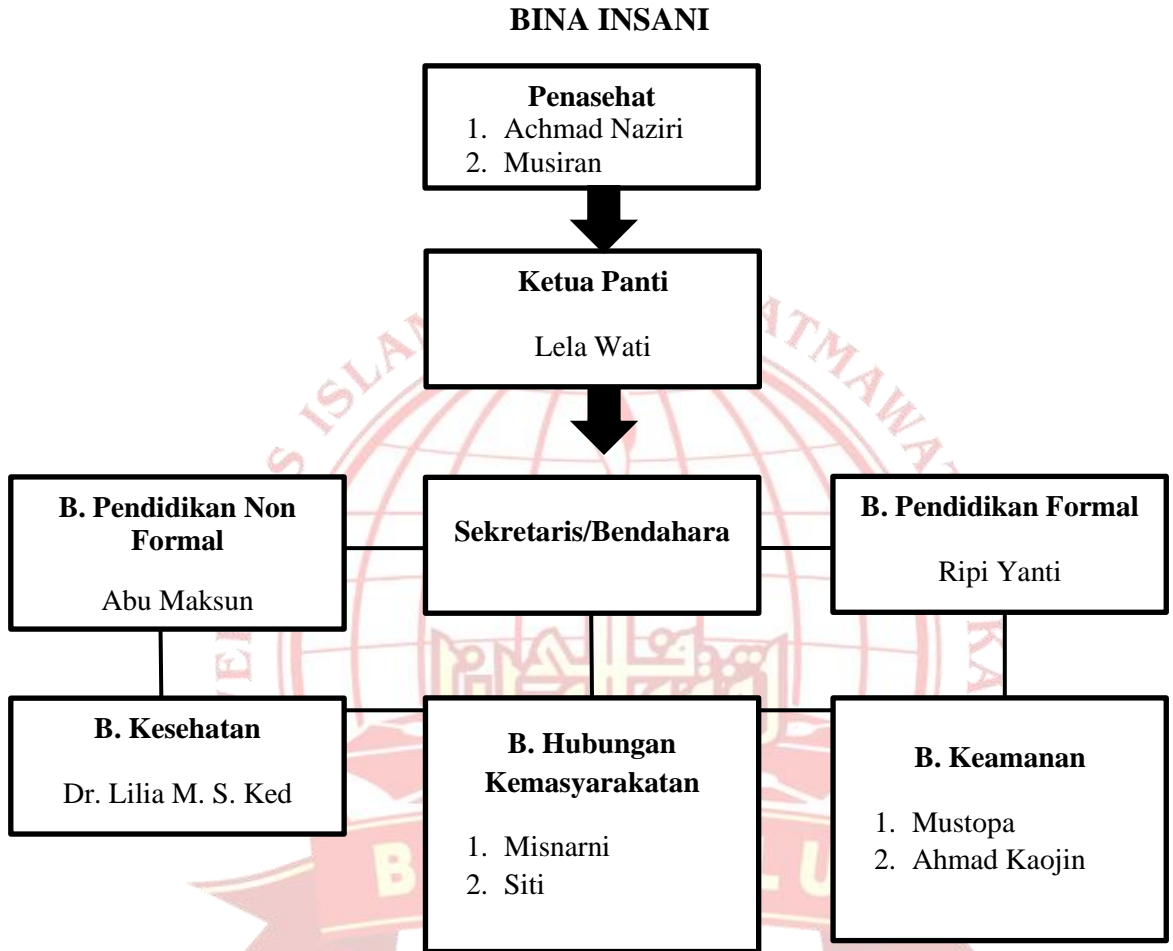 BINA INSANI
Penasehat
1. Achmad Naziri
2. Musiran
Ketua Panti
Lela Wati
B. Pendidikan Non
Formal
Abu Maksun
Sekretaris/Bendahara
B. Pendidikan Formal
Ripi Yanti
B. Kesehatan
Dr. Lilia M. S. Ked
B. Hubungan
Kemasyarakatan
1. Misnarni
2. Siti
B. Keamanan
1. Mustopa
2. Ahmad Kaojin